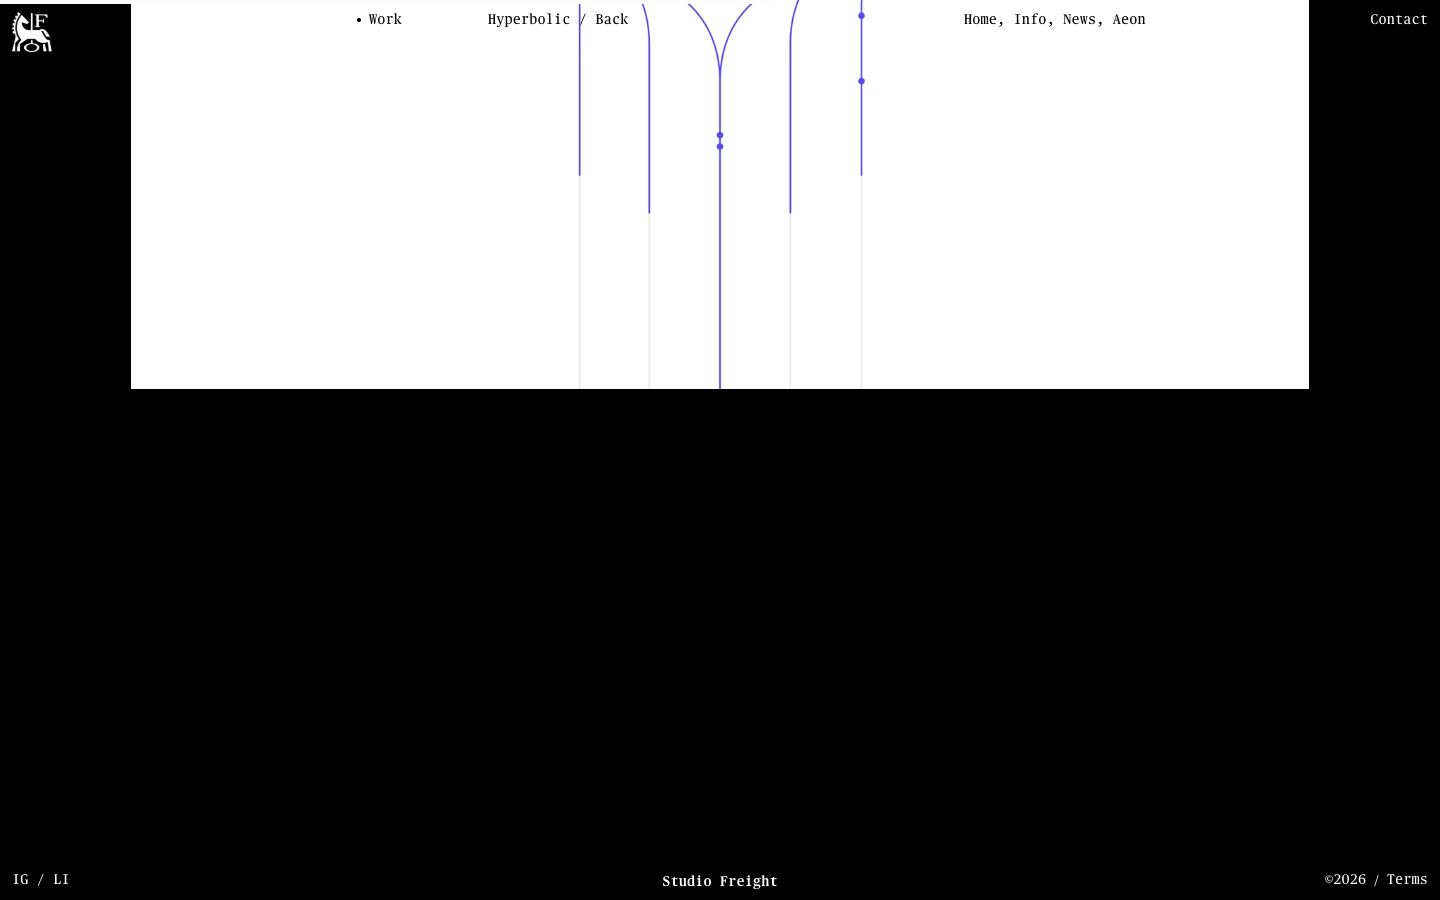 F
• Work
Hyperbolic / Back
Home, Info, News, Aeon
Contact
IG / LI
Studio Freight
©2026 / Terms